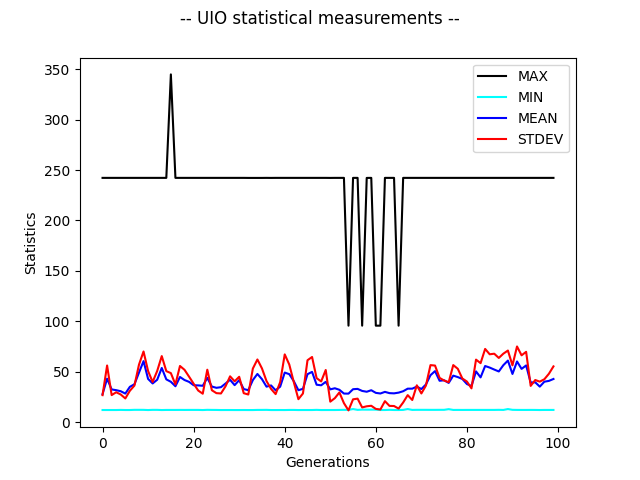 -- UIO statistical measurements --
350
300
250
200
150
100
50
0
Statistics
MAX
MIN
MEAN
STDEV
0 20 40 60 80 100
Generations